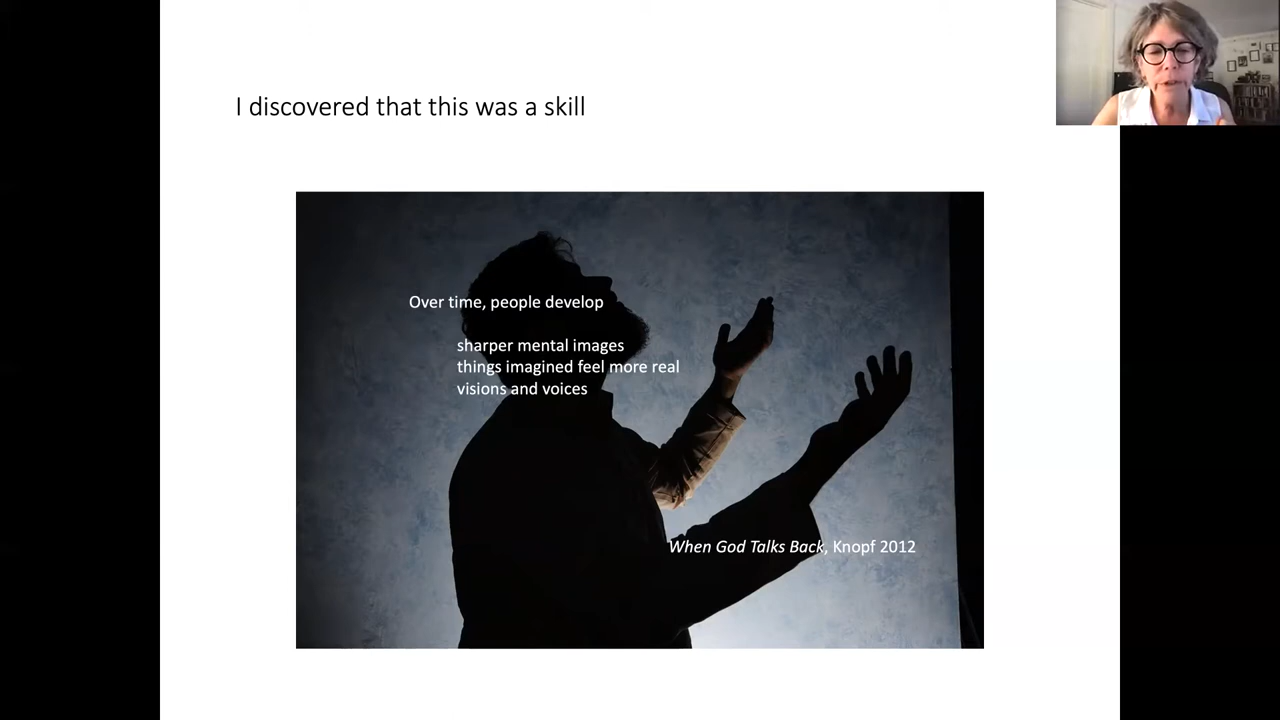 I discovered that this was a skill
Over time, people develop
sharper mental images
things imagined feel more real
visions and voices
When God Talks Back, Knopf 2012